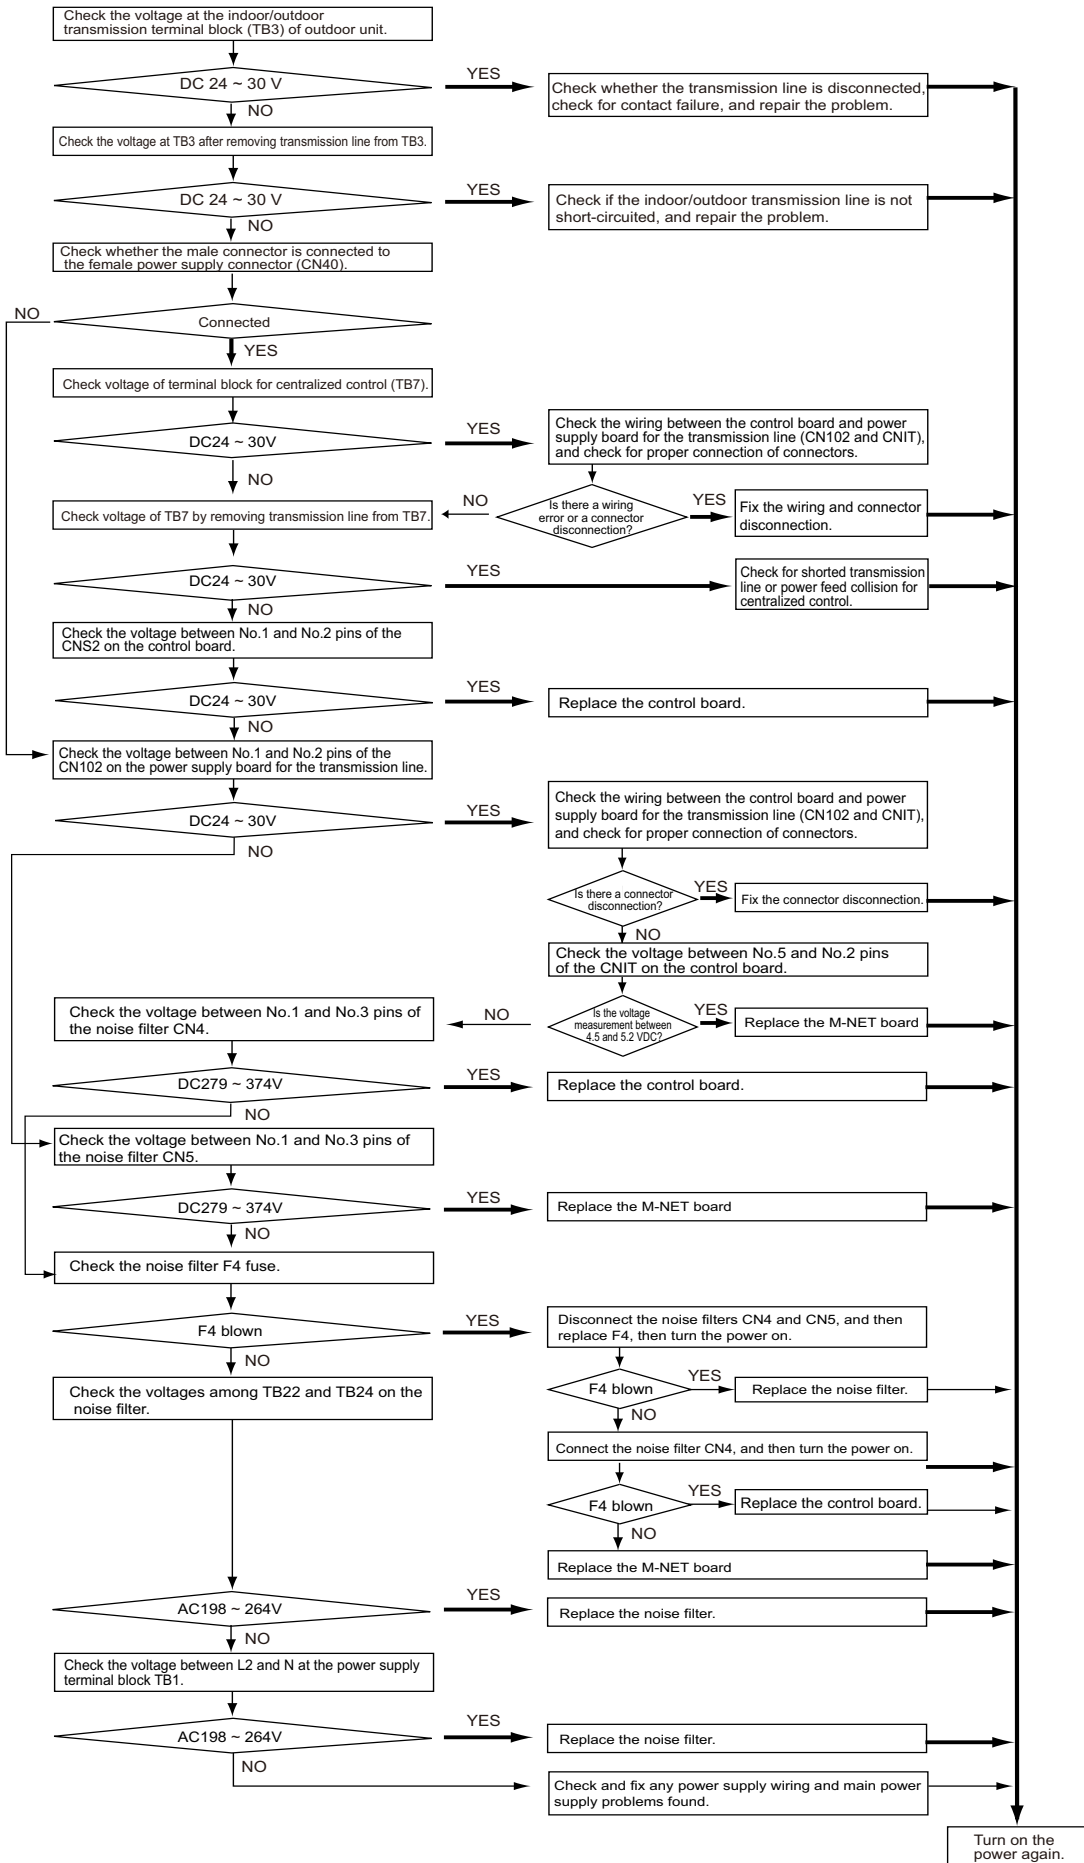 Check the voltage at the indoor/outdoor
transmission terminal block (TB3) of outdoor unit.
DC 24 ~ 30 V
YES
Check whether the transmission line is disconnected,
check for contact failure, and repair the problem.
NO
Check the voltage at TB3 after removing transmission line from TB3.
DC 24 ~ 30 V
YES
Check if the indoor/outdoor transmission line is not
short-circuited, and repair the problem.
NO
Check whether the male connector is connected to
the female power supply connector (CN40).
NO
Connected
YES
Check voltage of terminal block for centralized control (TB7).
DC24 ~ 30V
YES
Check the wiring between the control board and power
supply board for the transmission line (CN102 and CNIT),
and check for proper connection of connectors.
NO
Is there a wiring
error or a connector
disconnection?
NO
YES
Fix the wiring and connector
disconnection.
Check voltage of TB7 by removing transmission line from TB7.
DC24 ~ 30V
YES
Check for shorted transmission
line or power feed collision for
centralized control.
NO
Check the voltage between No.1 and No.2 pins of the
CNS2 on the control board.
DC24 ~ 30V
YES
Replace the control board.
NO
Check the voltage between No.1 and No.2 pins of the
CN102 on the power supply board for the transmission line.
DC24 ~ 30V
YES
Check the wiring between the control board and power
supply board for the transmission line (CN102 and CNIT),
and check for proper connection of connectors.
NO
Is there a connector
disconnection?
YES
Fix the connector disconnection.
NO
Check the voltage between No.5 and No.2 pins
of the CNIT on the control board.
Is the voltage
measurement between
4.5 and 5.2 VDC?
YES
Replace the M-NET board
NO
Check the voltage between No.1 and No.3 pins of
the noise filter CN4.
DC279 ~ 374V
YES
Replace the control board.
NO
Check the voltage between No.1 and No.3 pins of
the noise filter CN5.
DC279 ~ 374V
YES
Replace the M-NET board
NO
Check the noise filter F4 fuse.
F4 blown
YES
Disconnect the noise filters CN4 and CN5, and then
replace F4, then turn the power on.
NO
F4 blown
YES
Replace the noise filter.
NO
Check the voltages among TB22 and TB24 on the
noise filter.
Connect the noise filter CN4, and then turn the power on.
F4 blown
YES
Replace the control board.
NO
Replace the M-NET board
AC198 ~ 264V
YES
Replace the noise filter.
NO
Check the voltage between L2 and N at the power supply
terminal block TB1.
AC198 ~ 264V
YES
Replace the noise filter.
NO
Check and fix any power supply wiring and main power
supply problems found.
Turn on the
power again.